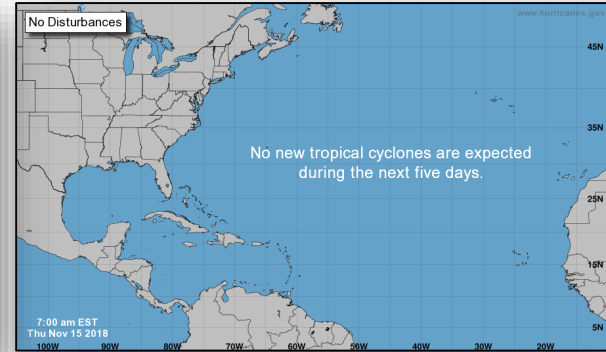 No Disturbances
www.hurricanes.gov
45N
35N
No new tropical cyclones are expected
during the next five days.
25N
15N
7:00 am EST
Thu Nov 15 2018
5N
100W 90W 80W 70W 60W 50W 40W 30W 20W